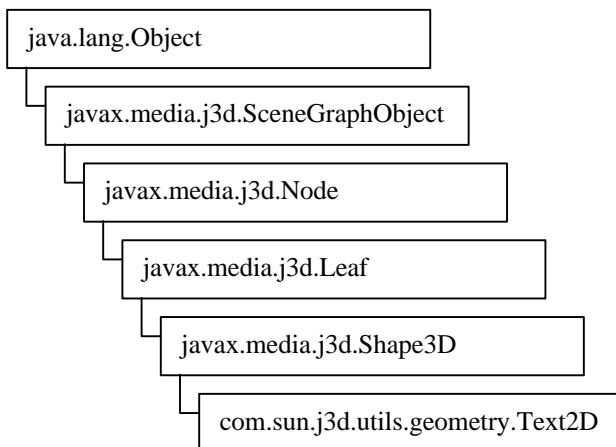 java.lang.Object
javax.media.j3d.SceneGraphObject
javax.media.j3d.Node
javax.media.j3d.Leaf
javax.media.j3d.Shape3D
com.sun.j3d.utils.geometry.Text2D